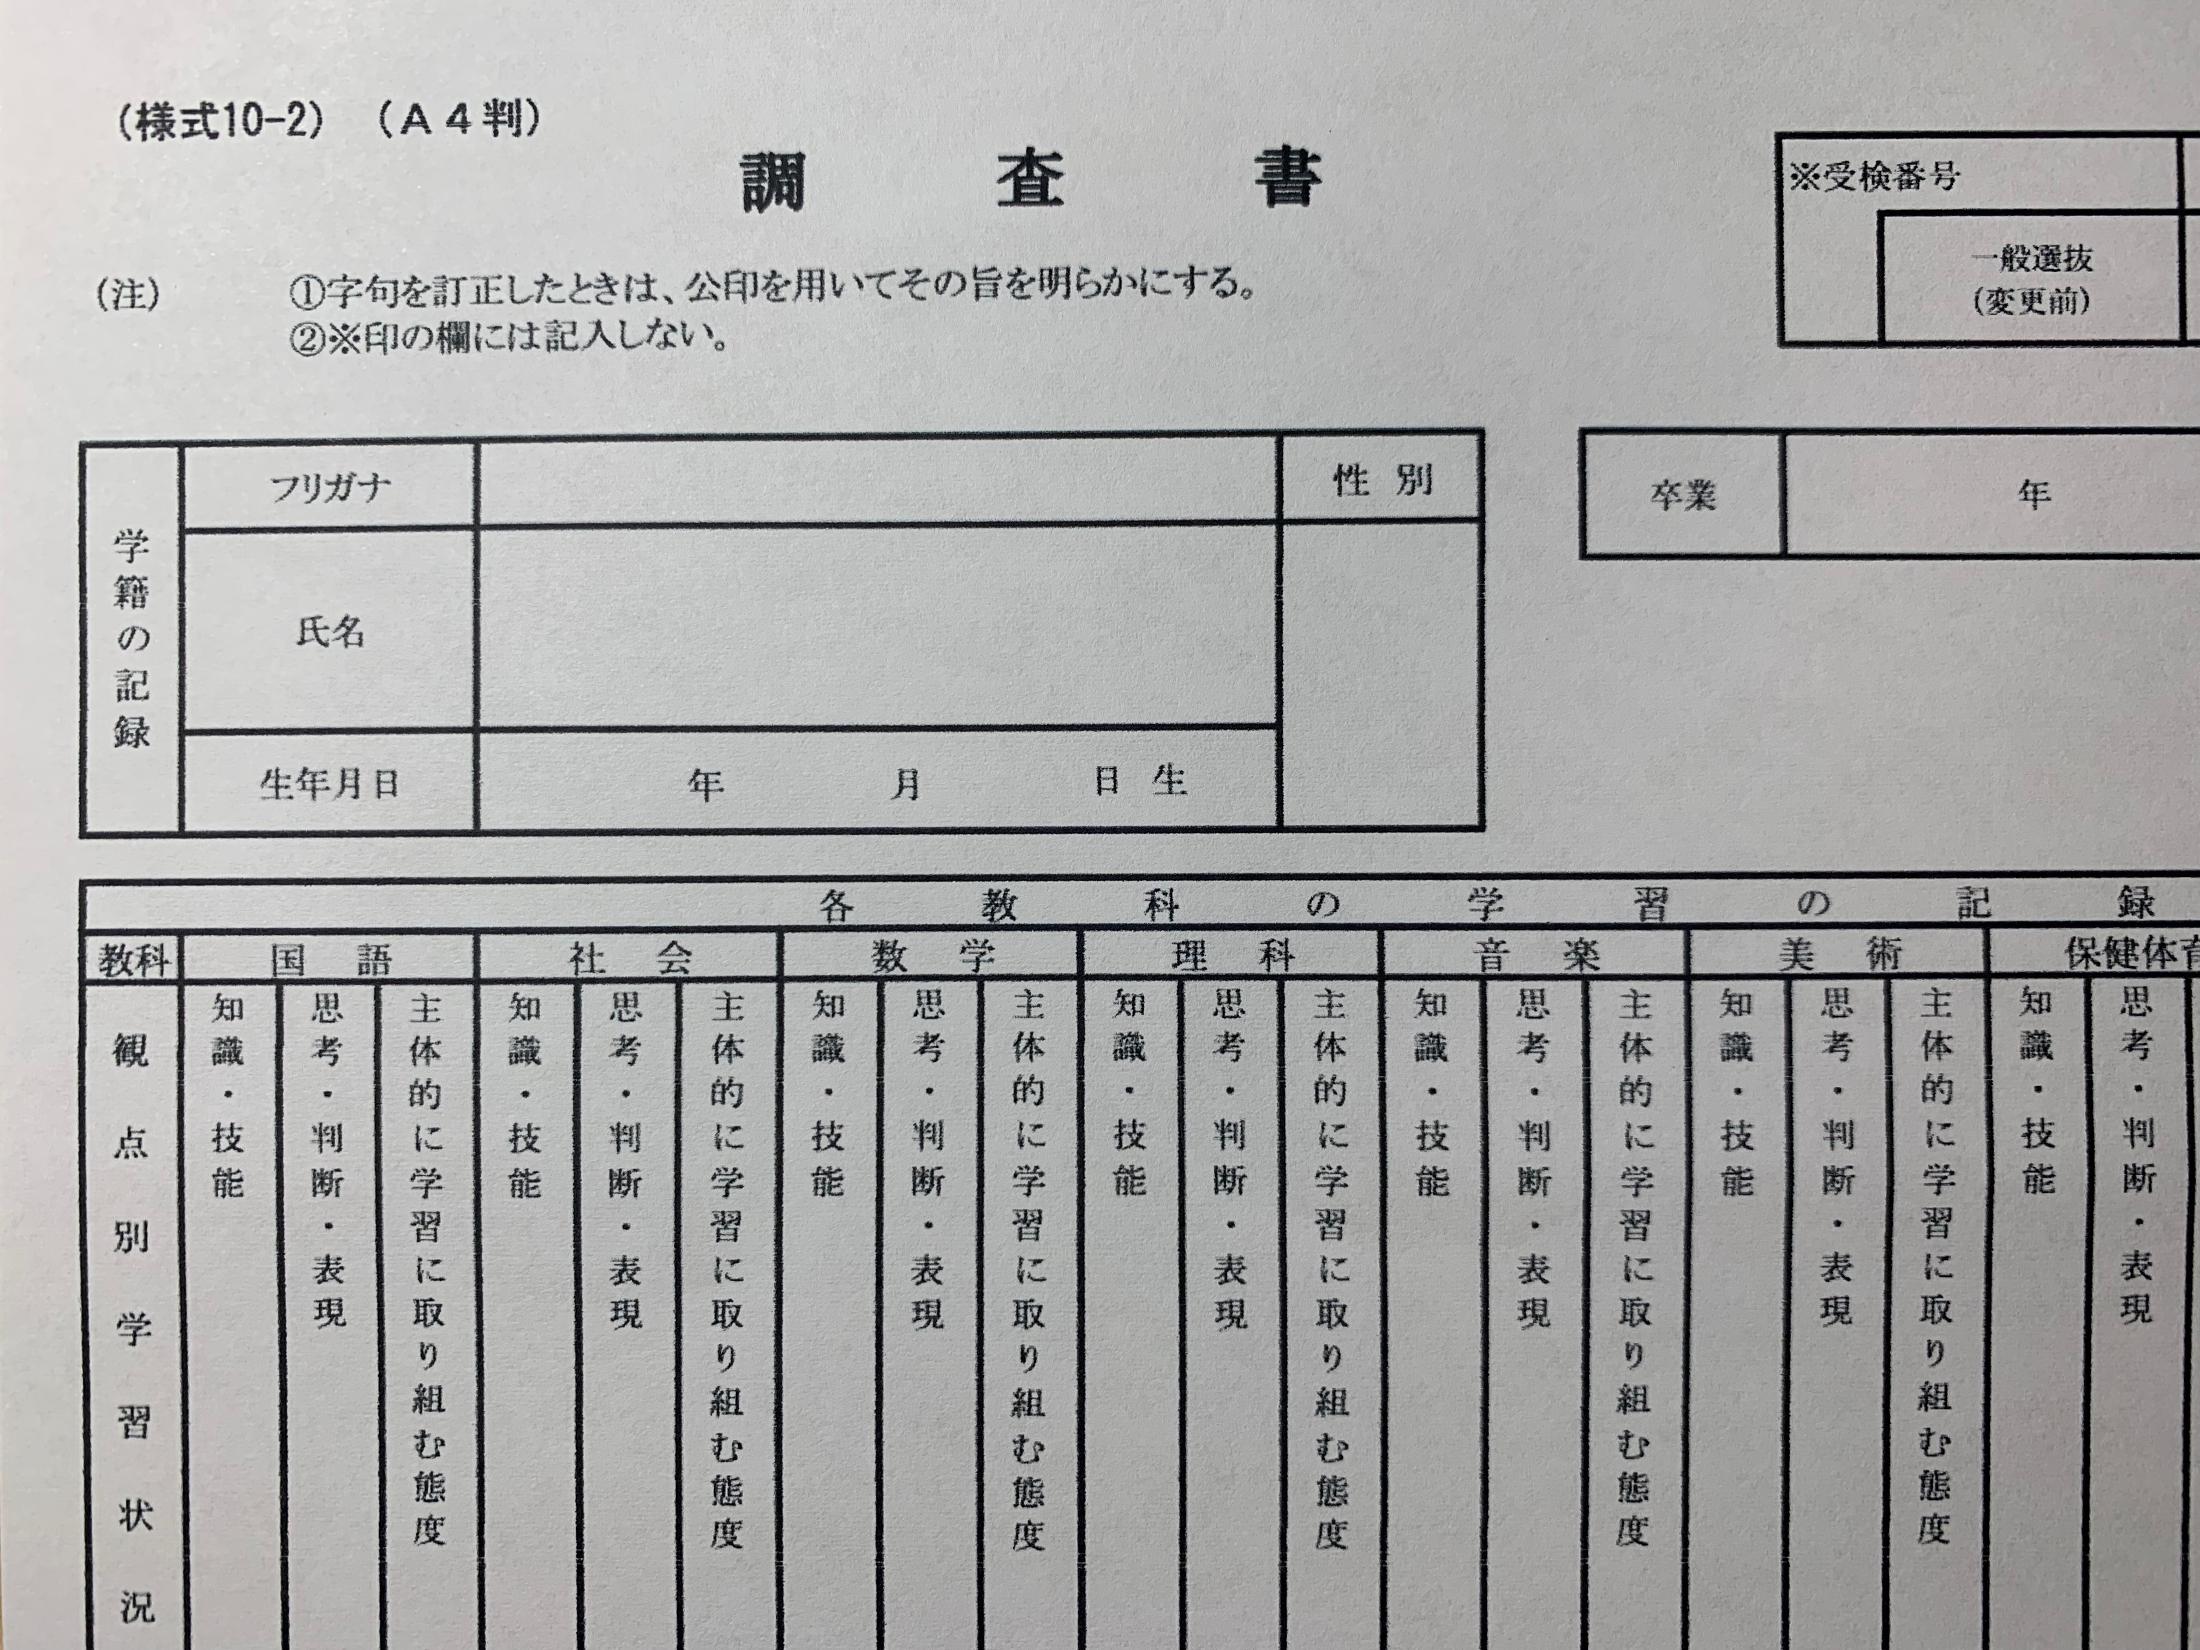 (様式10-2) (A4判)
調査書
※受検番号
一般選抜
(変更前)
(注) ①字句を訂正したときは、公印を用いてその旨を明らかにする。
②※印の欄には記入しない。
学籍の記録
フリガナ
性別
氏名
生年月日 年 月 日生
卒業 年
各教科の学習の記録
教科 国語 社会 数学 理科 音楽 美術 保健体育
観点別学習状況
知識・技能
思考・判断・表現
主体的に学習に取り組む態度
知識・技能
思考・判断・表現
主体的に学習に取り組む態度
知識・技能
思考・判断・表現
主体的に学習に取り組む態度
知識・技能
思考・判断・表現
主体的に学習に取り組む態度
知識・技能
思考・判断・表現
主体的に学習に取り組む態度
知識・技能
思考・判断・表現
主体的に学習に取り組む態度
知識・技能
思考・判断・表現